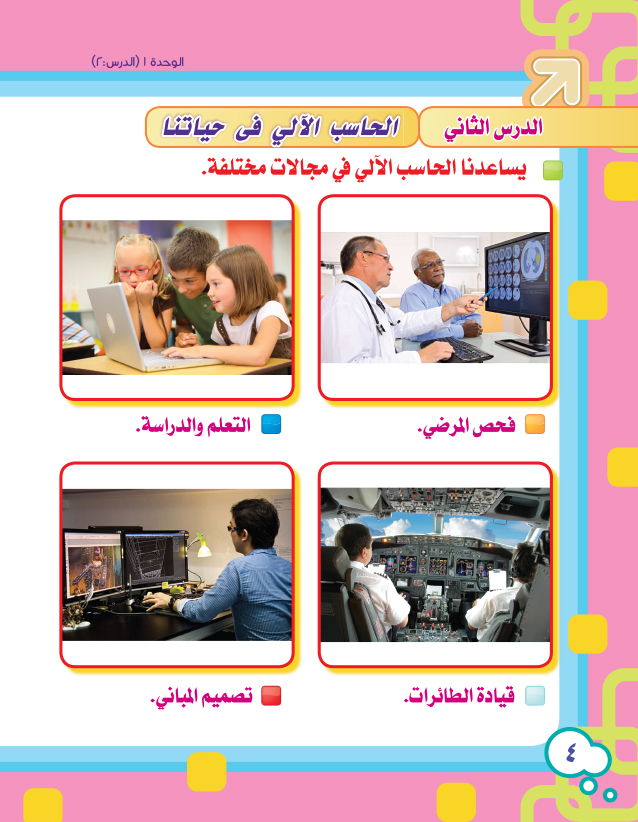 الوحدة ١ (الدرس:٢)
الدرس الثاني
الحاسب الآلي فى حياتنا
يساعدنا الحاسب الآلي في مجالات مختلفة.
فحص المرضي.
التعلم والدراسة.
قيادة الطائرات.
تصميم المباني.
٤